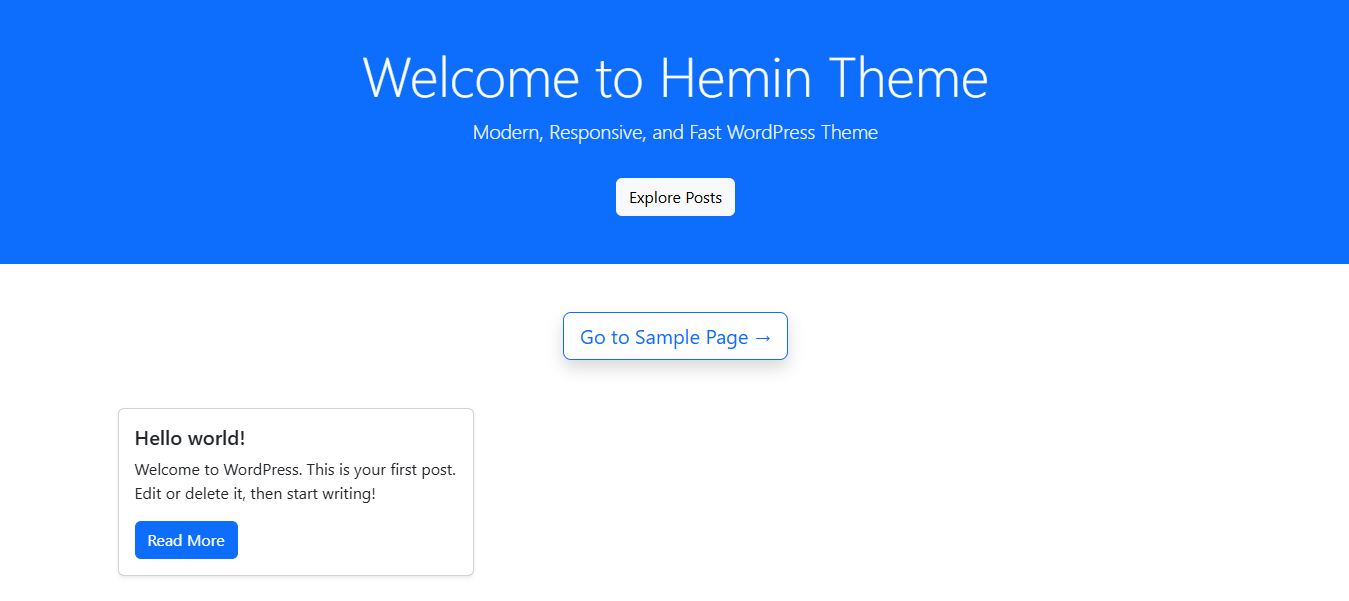 Welcome to Hemin Theme
Modern, Responsive, and Fast WordPress Theme
Explore Posts
Go to Sample Page →
Hello world!
Welcome to WordPress. This is your first post.
Edit or delete it, then start writing!
Read More